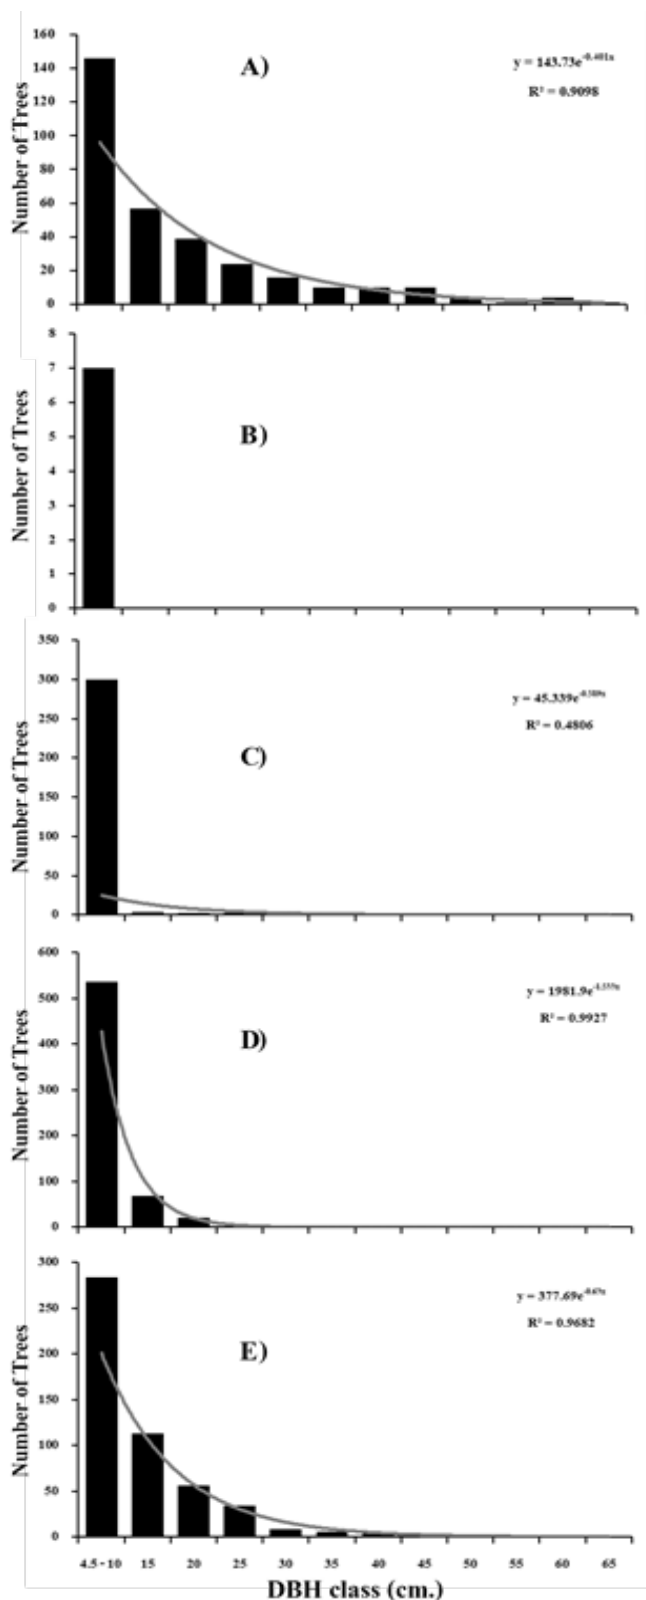 160
140
120
100
80
60
40
20
0
Number of Trees
A)
y = 143.73e^-0.401x
R² = 0.9098
8
7
6
5
4
3
2
1
0
Number of Trees
B)
350
300
250
200
150
100
50
0
Number of Trees
C)
y = 45.339e
R² = 0.4806
600
500
400
300
200
100
0
Number of Trees
D)
y = 1981.9e
R² = 0.9927
300
250
200
150
100
50
0
Number of Trees
E)
y = 377.69e^-0.67x
R² = 0.9682
4.5 - 10 15 20 25 30 35 40 45 50 55 60 65
DBH class (cm.)